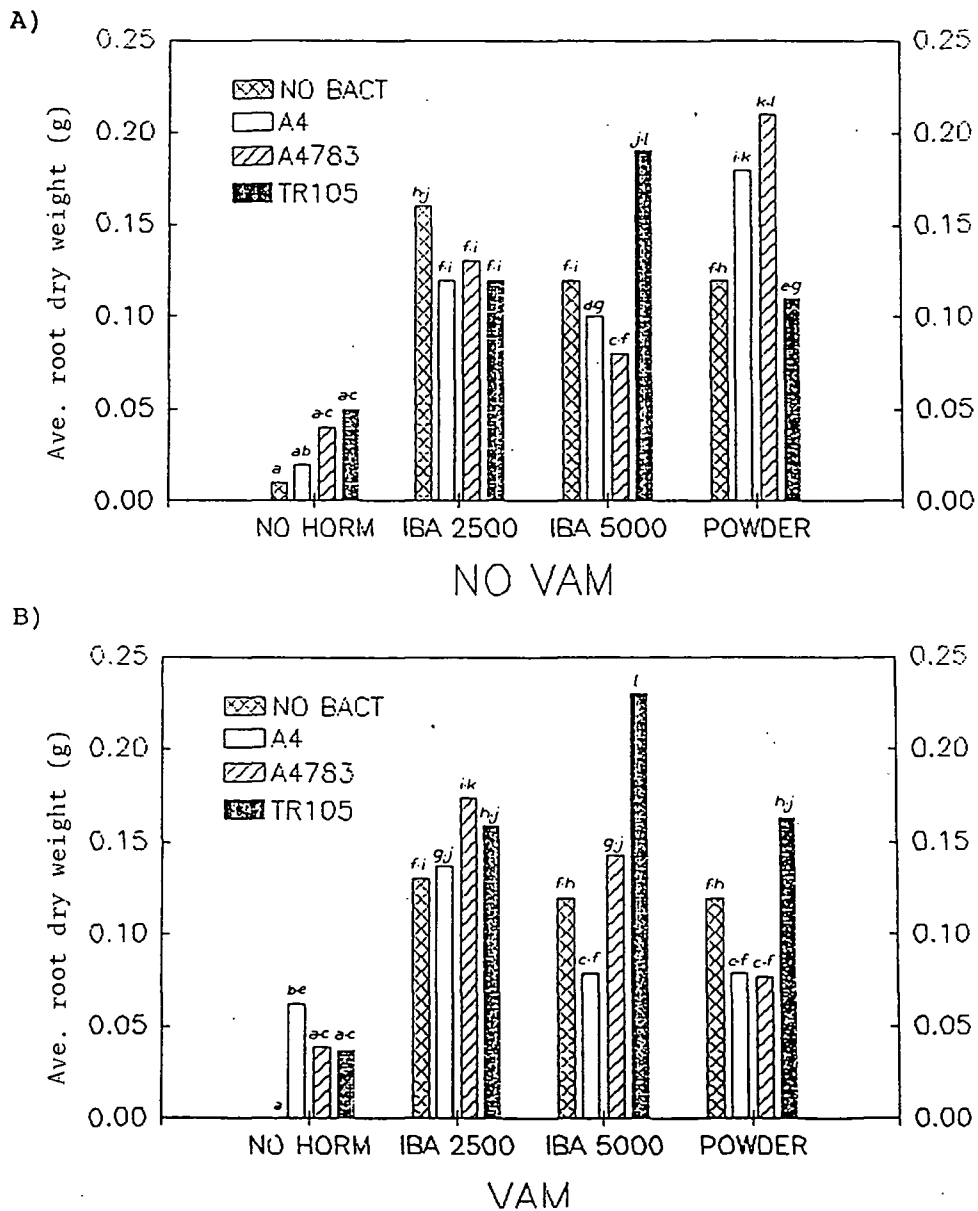 A)
0.25 0.25
NO BACT
A4
A4783
TR105
0.20 0.20
0.15 0.15
0.10 0.10
0.05 0.05
0.00 0.00
Ave. root dry weight (g)
a ab a-c a-c
h-j f-i f-i f-i
f-i d-g c-f j-l
f-h i-k k-l e-g
NO HORM IBA 2500 IBA 5000 POWDER
NO VAM
B)
0.25 0.25
NO BACT
A4
A4783
TR105
0.20 0.20
0.15 0.15
0.10 0.10
0.05 0.05
0.00 0.00
Ave. root dry weight (g)
a b-e a-c a-c
f-i g-j i-k h-j
f-h c-f g-j l
f-h c-f c-f h-j
NO HORM IBA 2500 IBA 5000 POWDER
VAM